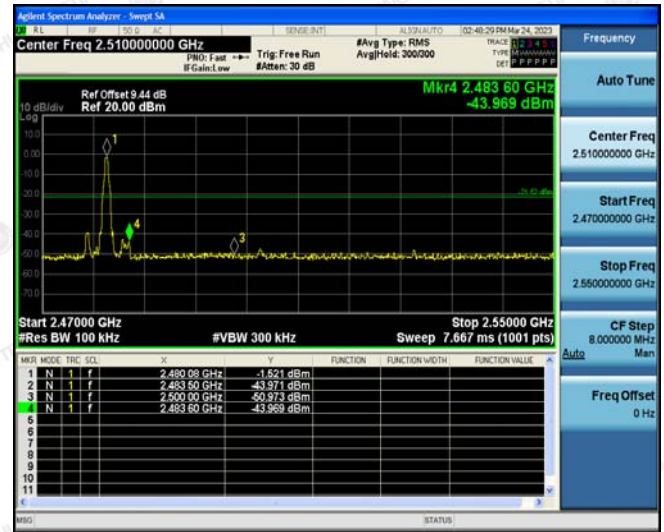 Agilent Spectrum Analyzer - Swept SA
RL RF 50 Ω AC SENSE:INT ALIGN AUTO 02:48:29 PM Mar 24, 2023
Center Freq 2.510000000 GHz
#Avg Type: RMS
TRACE 1 2 3 4 5 6
PNO: Fast Trig: Free Run Avg|Hold: 300/300
TYPE
IFGain:Low #Atten: 30 dB
DET P P P P P P
Mkr4 2.483 60 GHz
-43.969 dBm
Ref Offset 9.44 dB
10 dB/div Ref 20.00 dBm
Log
10.0
0.00
-10.0
-20.0
-30.0
-40.0
-50.0
-60.0
-70.0
1
4
3
Start 2.47000 GHz Stop 2.55000 GHz
#Res BW 100 kHz #VBW 300 kHz Sweep 7.667 ms (1001 pts)
MKR MODE TRC SCL X Y FUNCTION FUNCTION WIDTH FUNCTION VALUE
1 N 1 f 2.480 08 GHz -1.521 dBm
2 N 1 f 2.483 50 GHz -43.971 dBm
3 N 1 f 2.500 00 GHz -50.973 dBm
4 N 1 f 2.483 60 GHz -43.969 dBm
5
6
7
8
9
10
11
MSG STATUS
Frequency
Auto Tune
Center Freq
2.510000000 GHz
Start Freq
2.470000000 GHz
Stop Freq
2.550000000 GHz
CF Step
8.000000 MHz
Auto Man
Freq Offset
0 Hz